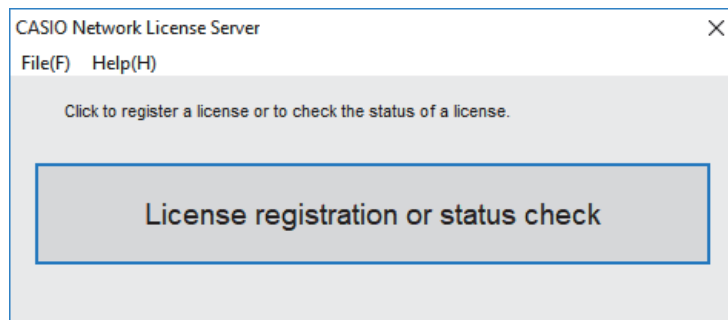 CASIO Network License Server
File(F) Help(H)
Click to register a license or to check the status of a license.
License registration or status check